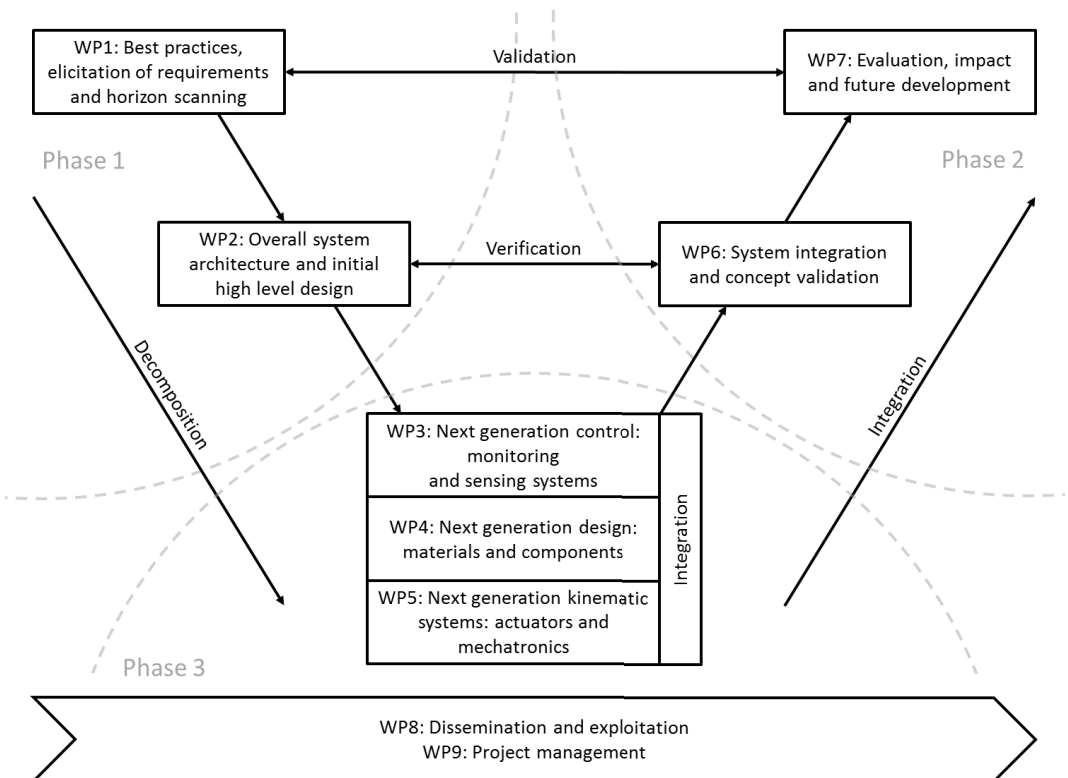 WP1: Best practices,
elicitation of requirements
and horizon scanning
Validation
WP7: Evaluation, impact
and future development
Phase 1
Phase 2
WP2: Overall system
architecture and initial
high level design
Verification
WP6: System integration
and concept validation
Decomposition
Integration
WP3: Next generation control:
monitoring
and sensing systems
WP4: Next generation design:
materials and components
WP5: Next generation kinematic
systems: actuators and
mechatronics
Integration
Phase 3
WP8: Dissemination and exploitation
WP9: Project management